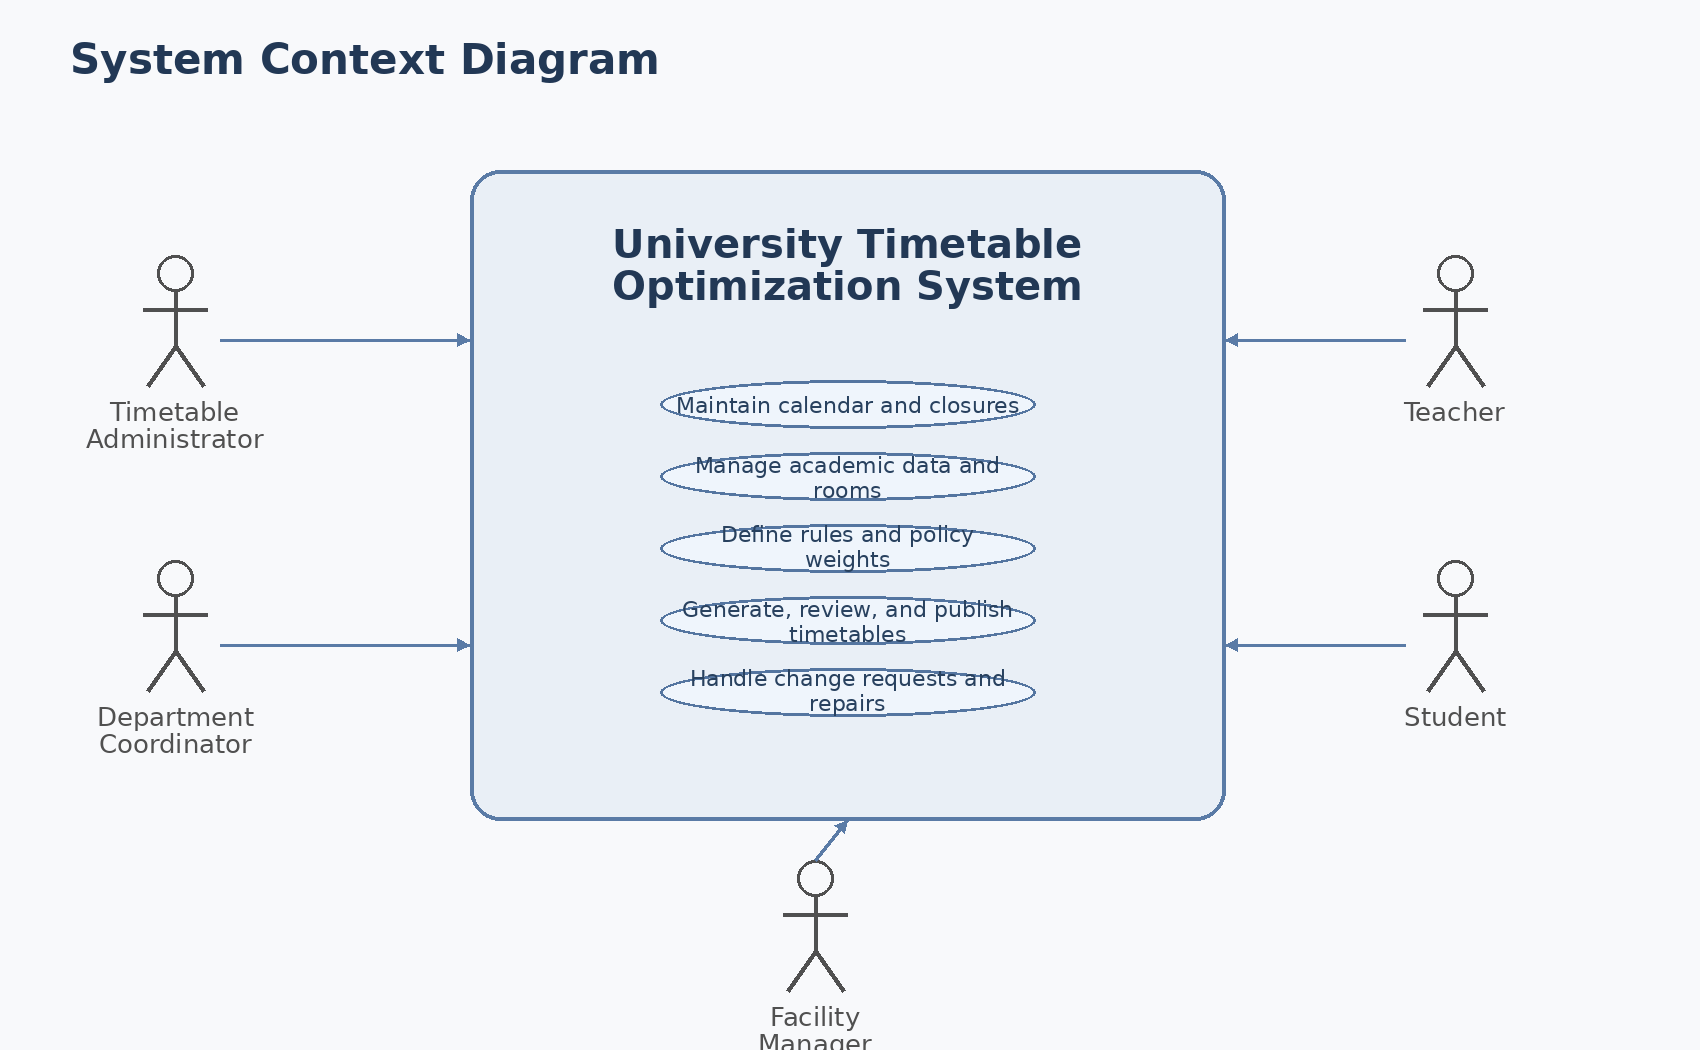 System Context Diagram
University Timetable
Optimization System
Timetable
Administrator
Teacher
Maintain calendar and closures
Manage academic data and
rooms
Define rules and policy
weights
Generate, review, and publish
timetables
Handle change requests and
repairs
Department
Coordinator
Student
Facility
Manager